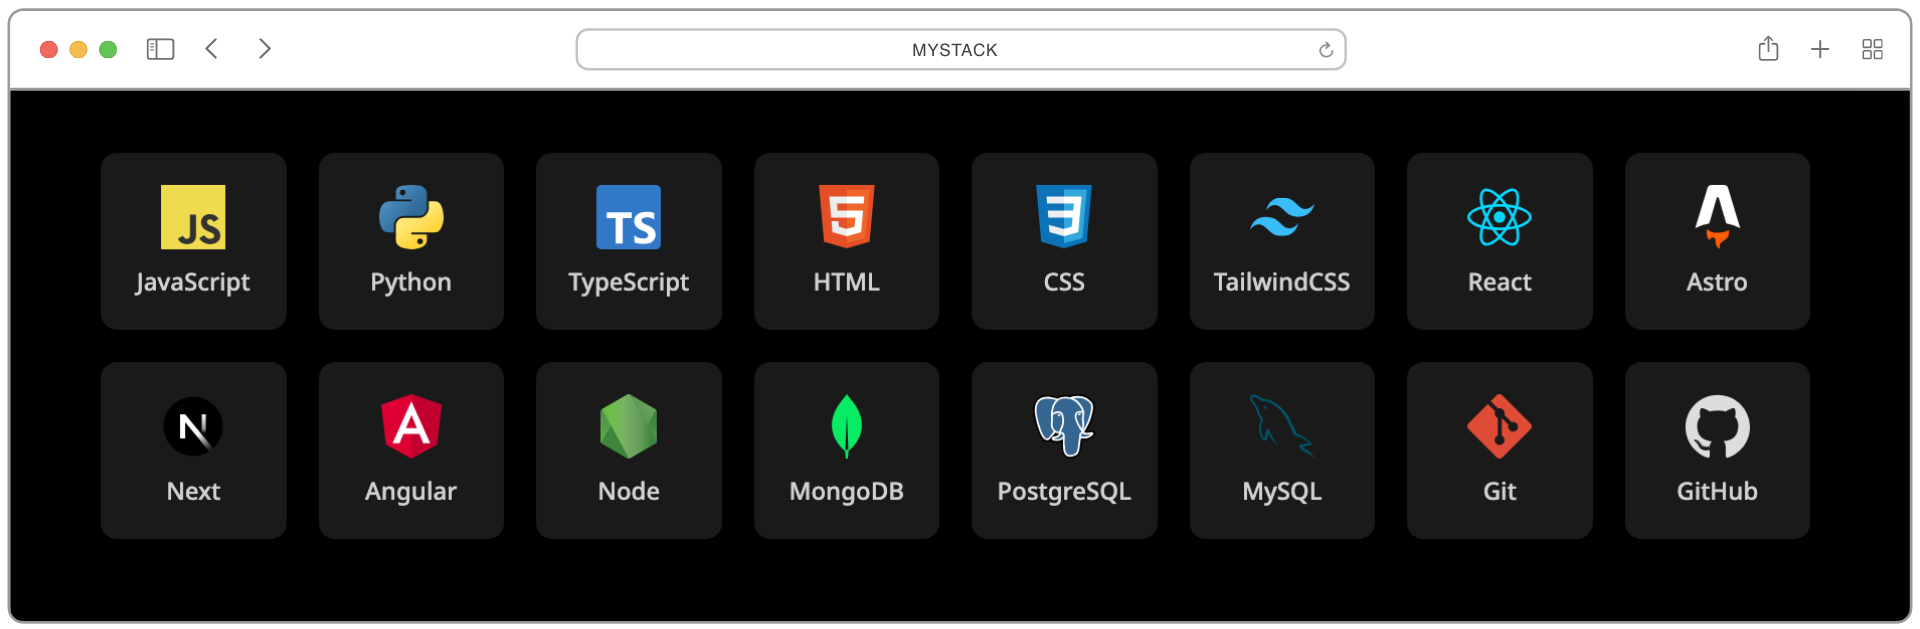 MYSTACK
JS
TS
5
3
JavaScript Python TypeScript HTML CSS TailwindCSS React Astro
N
A
Next Angular Node MongoDB PostgreSQL MySQL Git GitHub